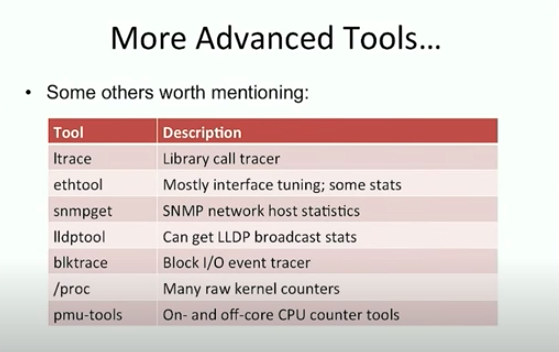 More Advanced Tools...
• Some others worth mentioning:
Tool Description
ltrace Library call tracer
ethtool Mostly interface tuning; some stats
snmpget SNMP network host statistics
lldptool Can get LLDP broadcast stats
blktrace Block I/O event tracer
/proc Many raw kernel counters
pmu-tools On- and off-core CPU counter tools